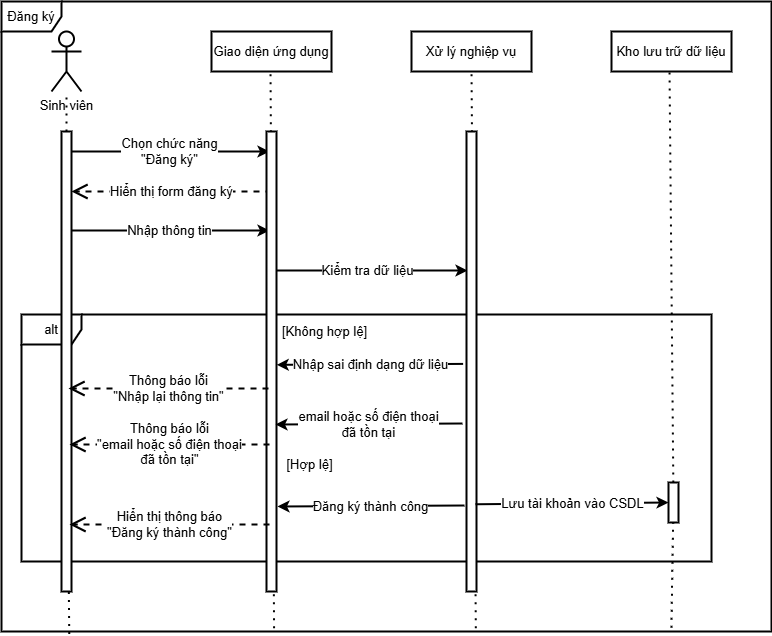 Đăng ký
Sinh viên
Giao diện ứng dụng
Xử lý nghiệp vụ
Kho lưu trữ dữ liệu
Chọn chức năng
"Đăng ký"
Hiển thị form đăng ký
Nhập thông tin
Kiểm tra dữ liệu
alt
[Không hợp lệ]
Nhập sai định dạng dữ liệu
Thông báo lỗi
"Nhập lại thông tin"
email hoặc số điện thoại
đã tồn tại
Thông báo lỗi
"email hoặc số điện thoại
đã tồn tại"
[Hợp lệ]
Lưu tài khoản vào CSDL
Đăng ký thành công
Hiển thị thông báo
"Đăng ký thành công"